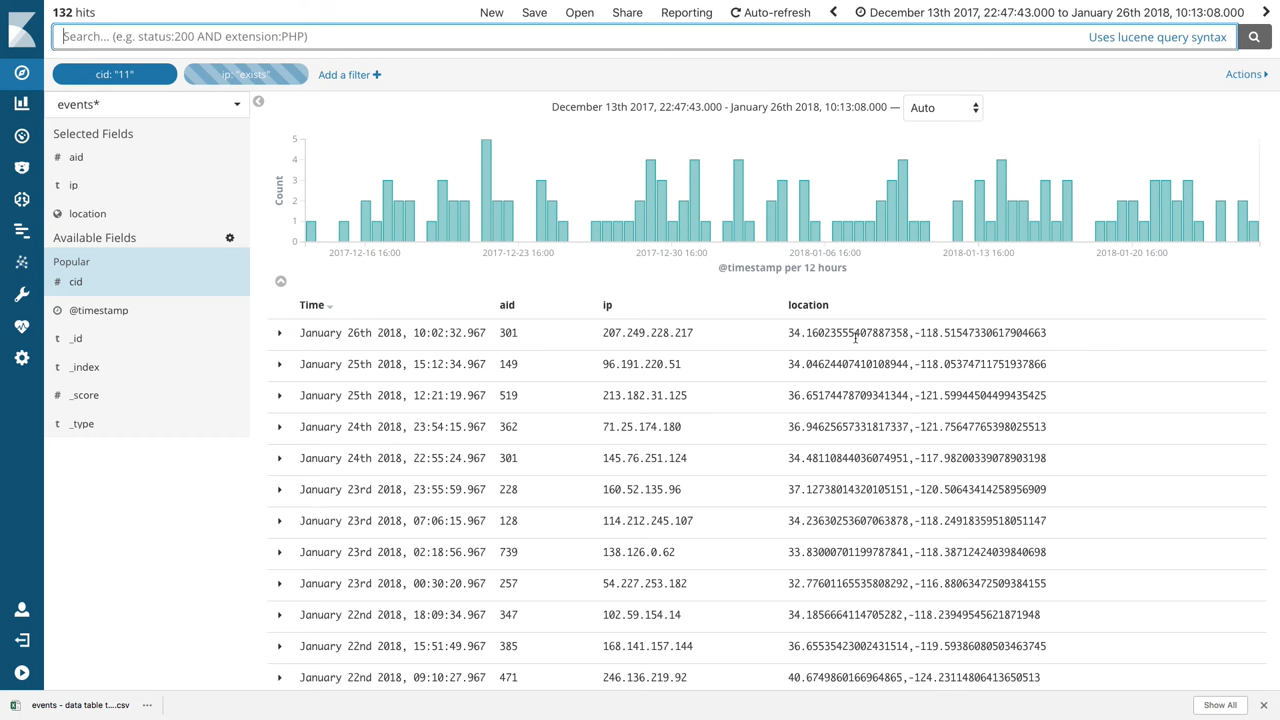 132 hits
New Save Open Share Reporting Auto-refresh December 13th 2017, 22:47:43.000 to January 26th 2018, 10:13:08.000
Search... (e.g. status:200 AND extension:PHP) Uses lucene query syntax
cid: "11" ip: "exists" Add a filter + Actions
events*
December 13th 2017, 22:47:43.000 - January 26th 2018, 10:13:08.000 — Auto
Selected Fields
# aid
t ip
location
Available Fields
Popular
# cid
@timestamp
t _id
t _index
# _score
t _type
Count
5
4
3
2
1
0
2017-12-16 16:00 2017-12-23 16:00 2017-12-30 16:00 2018-01-06 16:00 2018-01-13 16:00 2018-01-20 16:00
@timestamp per 12 hours
Time aid ip location
January 26th 2018, 10:02:32.967 301 207.249.228.217 34.16023555407887358,-118.51547330617904663
January 25th 2018, 15:12:34.967 149 96.191.220.51 34.04624407410108944,-118.05374711751937866
January 25th 2018, 12:21:19.967 519 213.182.31.125 36.65174478709341344,-121.59944504499435425
January 24th 2018, 23:54:15.967 362 71.25.174.180 36.94625657331817337,-121.75647765398025513
January 24th 2018, 22:55:24.967 301 145.76.251.124 34.48110844036074951,-117.98200339078903198
January 23rd 2018, 23:55:59.967 228 160.52.135.96 37.12738014320105151,-120.50643414258956909
January 23rd 2018, 07:06:15.967 128 114.212.245.107 34.23630253607063878,-118.24918359518051147
January 23rd 2018, 02:18:56.967 739 138.126.0.62 33.83000701199787841,-118.38712424039840698
January 23rd 2018, 00:30:20.967 257 54.227.253.182 32.77601165535808292,-116.88063472509384155
January 22nd 2018, 18:09:34.967 347 102.59.154.14 34.1856664114705282,-118.23949545621871948
January 22nd 2018, 15:51:49.967 385 168.141.157.144 36.65535423002431514,-119.59386080503463745
January 22nd 2018, 09:10:27.967 471 246.136.219.92 40.6749860166964865,-124.23114806413650513
events - data table t....csv Show All